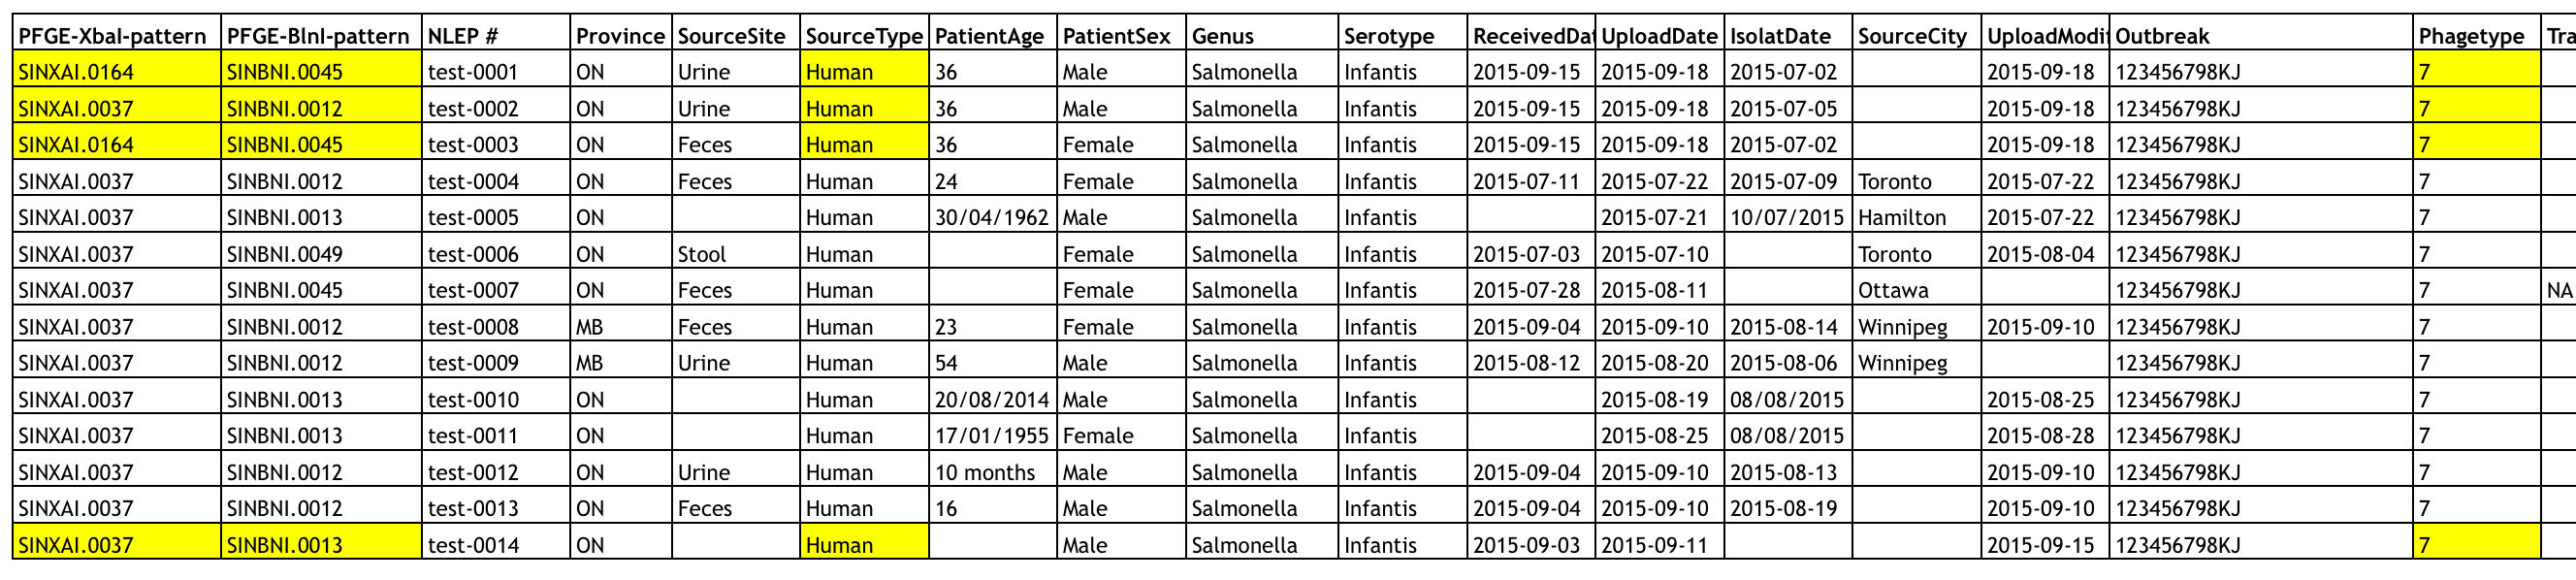 PFGE-XbaI-pattern PFGE-BlnI-pattern NLEP # Province SourceSite SourceType PatientAge PatientSex Genus Serotype ReceivedDat UploadDate IsolatDate SourceCity UploadModif Outbreak Phagetype Tra
SINXAI.0164 SINBNI.0045 test-0001 ON Urine Human 36 Male Salmonella Infantis 2015-09-15 2015-09-18 2015-07-02 2015-09-18 123456798KJ 7
SINXAI.0037 SINBNI.0012 test-0002 ON Urine Human 36 Male Salmonella Infantis 2015-09-15 2015-09-18 2015-07-05 2015-09-18 123456798KJ 7
SINXAI.0164 SINBNI.0045 test-0003 ON Feces Human 36 Female Salmonella Infantis 2015-09-15 2015-09-18 2015-07-02 2015-09-18 123456798KJ 7
SINXAI.0037 SINBNI.0012 test-0004 ON Feces Human 24 Female Salmonella Infantis 2015-07-11 2015-07-22 2015-07-09 Toronto 2015-07-22 123456798KJ 7
SINXAI.0037 SINBNI.0013 test-0005 ON Human 30/04/1962 Male Salmonella Infantis 2015-07-21 10/07/2015 Hamilton 2015-07-22 123456798KJ 7
SINXAI.0037 SINBNI.0049 test-0006 ON Stool Human Female Salmonella Infantis 2015-07-03 2015-07-10 Toronto 2015-08-04 123456798KJ 7
SINXAI.0037 SINBNI.0045 test-0007 ON Feces Human Female Salmonella Infantis 2015-07-28 2015-08-11 Ottawa 123456798KJ 7 NA
SINXAI.0037 SINBNI.0012 test-0008 MB Feces Human 23 Female Salmonella Infantis 2015-09-04 2015-09-10 2015-08-14 Winnipeg 2015-09-10 123456798KJ 7
SINXAI.0037 SINBNI.0012 test-0009 MB Urine Human 54 Male Salmonella Infantis 2015-08-12 2015-08-20 2015-08-06 Winnipeg 123456798KJ 7
SINXAI.0037 SINBNI.0013 test-0010 ON Human 20/08/2014 Male Salmonella Infantis 2015-08-19 08/08/2015 2015-08-25 123456798KJ 7
SINXAI.0037 SINBNI.0013 test-0011 ON Human 17/01/1955 Female Salmonella Infantis 2015-08-25 08/08/2015 2015-08-28 123456798KJ 7
SINXAI.0037 SINBNI.0012 test-0012 ON Urine Human 10 months Male Salmonella Infantis 2015-09-04 2015-09-10 2015-08-13 2015-09-10 123456798KJ 7
SINXAI.0037 SINBNI.0012 test-0013 ON Feces Human 16 Male Salmonella Infantis 2015-09-04 2015-09-10 2015-08-19 2015-09-10 123456798KJ 7
SINXAI.0037 SINBNI.0013 test-0014 ON Human Male Salmonella Infantis 2015-09-03 2015-09-11 2015-09-15 123456798KJ 7